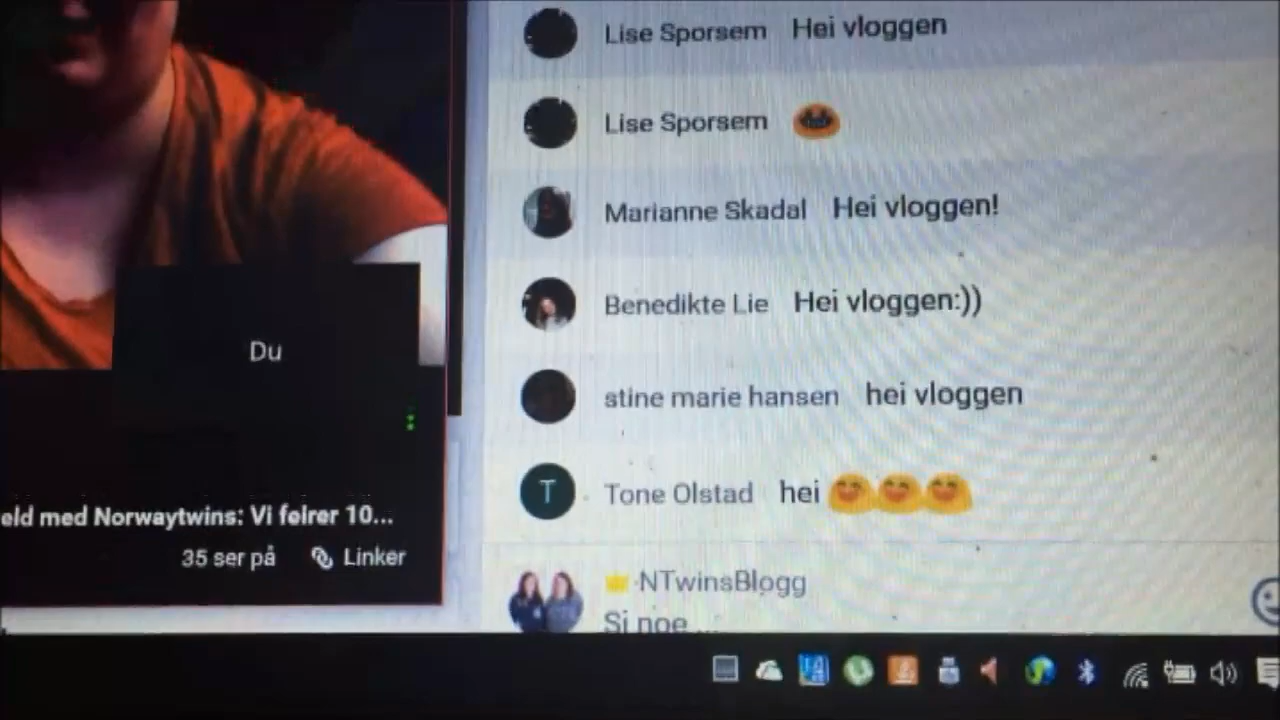 Lise Sporsem Hei vloggen
Lise Sporsem
Marianne Skadal Hei vloggen!
Benedikte Lie Hei vloggen:))
stine marie hansen hei vloggen
T Tone Olstad hei
NTwinsBlogg
Si noe ...
Du
eld med Norwaytwins: Vi feirer 10...
35 ser på Linker